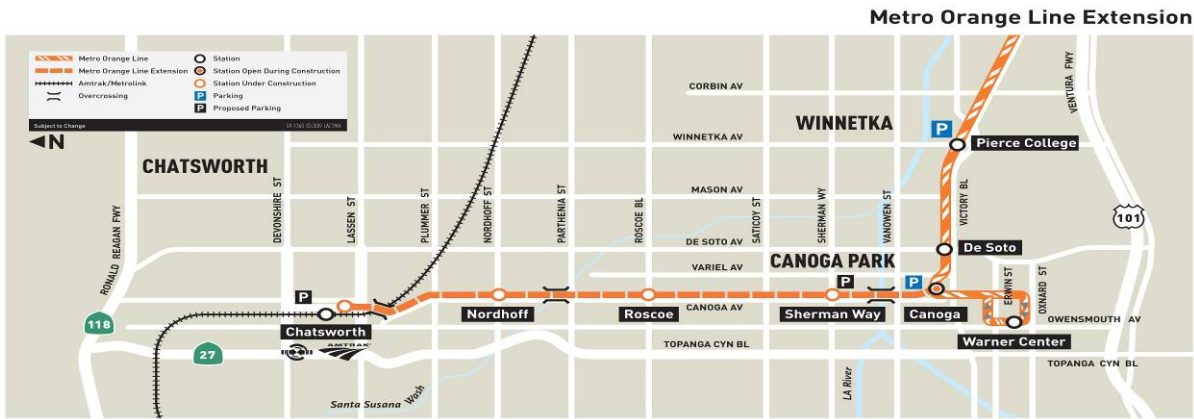 Metro Orange Line Extension
Metro Orange Line
Metro Orange Line Extension
Amtrak/Metrolink
Overcrossing
Station
Station Open During Construction
Station Under Construction
P Parking
P Proposed Parking
Subject to Change
N
CHATSWORTH
WINNETKA
CANOGA PARK
CORBIN AV
WINNETKA AV
MASON AV
DE SOTO AV
VARIEL AV
CANOGA AV
OWENSMOUTH AV
TOPANGA CYN BL
TOPANGA CYN BL
RONALD REAGAN FWY
DEVONSHIRE ST
LASSEN ST
PLUMMER ST
NORDHOFF ST
PARTHENIA ST
ROSCOE BL
SATICOY ST
SHERMAN WY
VANOWEN ST
VICTORY BL
ERWIN ST
OXNARD ST
VENTURA FWY
101
118
27
P
Pierce College
De Soto
P
P
P
Chatsworth
Nordhoff
Roscoe
Sherman Way
Canoga
Warner Center
AMTRAK
Santa Susana Wash
LA River